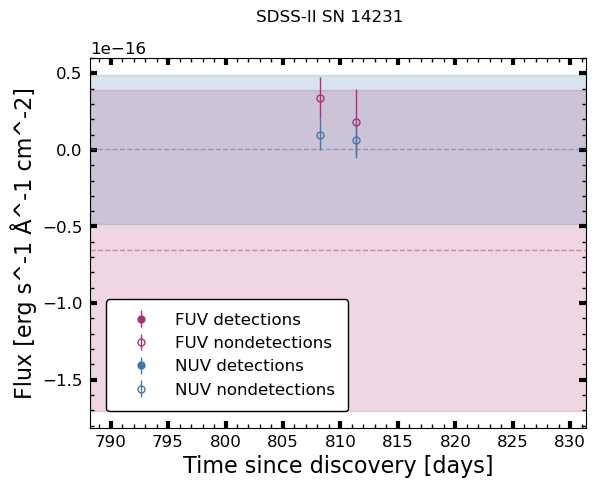 SDSS-II SN 14231
1e−16
0.5
0.0
−0.5
−1.0
−1.5
Flux [erg s^-1 Å^-1 cm^-2]
FUV detections
FUV nondetections
NUV detections
NUV nondetections
790 795 800 805 810 815 820 825 830
Time since discovery [days]